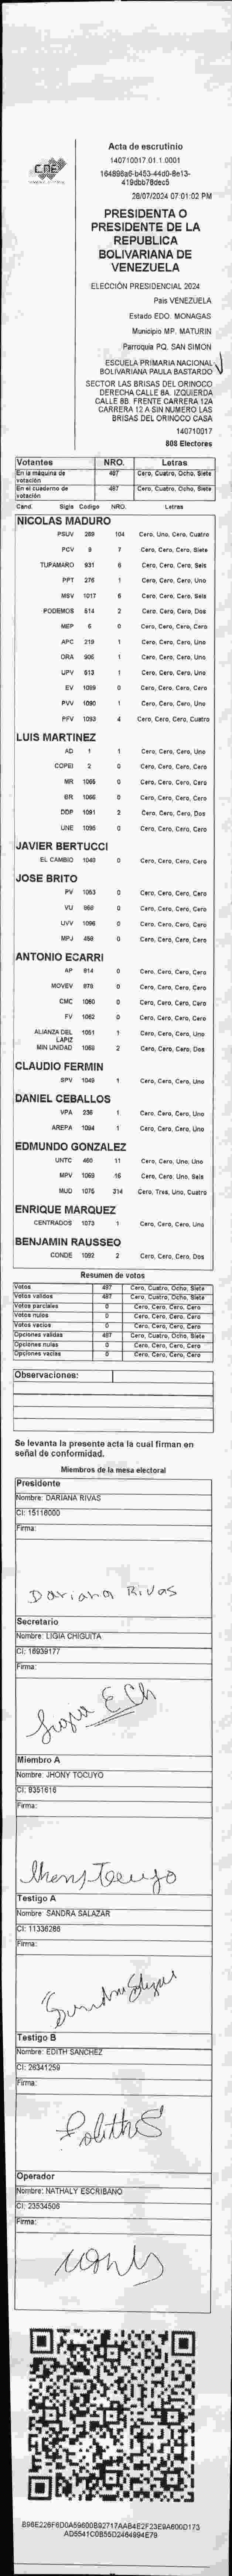 CNE
Acta de escrutinio
140710017.01.1.0001
164898a6-b453-44d0-8e13-
419dbb78dec5
28/07/2024 07:01:02 PM
PRESIDENTA O
PRESIDENTE DE LA
REPUBLICA
BOLIVARIANA DE
VENEZUELA
ELECCIÓN PRESIDENCIAL 2024
Pais VENEZUELA
Estado EDO. MONAGAS
Municipio MP. MATURIN
Parroquia PQ. SAN SIMON
ESCUELA PRIMARIA NACIONAL
BOLIVARIANA PAULA BASTARDO
SECTOR LAS BRISAS DEL ORINOCO
DERECHA CALLE 8A. IZQUIERDA
CALLE 8B. FRENTE CARRERA 12A
CARRERA 12 A SIN NUMERO LAS
BRISAS DEL ORINOCO CASA
140710017
808 Electores
Votantes NRO. Letras
En la máquina de votación 487 Cero, Cuatro, Ocho, Siete
En el cuaderno de votación 487 Cero, Cuatro, Ocho, Siete
Cand. Sigla Codigo NRO. Letras
NICOLAS MADURO
PSUV 289 104 Cero, Uno, Cero, Cuatro
PCV 9 7 Cero, Cero, Cero, Siete
TUPAMARO 931 6 Cero, Cero, Cero, Seis
PPT 276 1 Cero, Cero, Cero, Uno
MSV 1017 6 Cero, Cero, Cero, Seis
PODEMOS 514 2 Cero, Cero, Cero, Dos
MEP 6 0 Cero, Cero, Cero, Cero
APC 219 1 Cero, Cero, Cero, Uno
ORA 906 1 Cero, Cero, Cero, Uno
UPV 513 1 Cero, Cero, Cero, Uno
EV 1089 0 Cero, Cero, Cero, Cero
PVV 1090 1 Cero, Cero, Cero, Uno
PFV 1093 4 Cero, Cero, Cero, Cuatro
LUIS MARTINEZ
AD 1 1 Cero, Cero, Cero, Uno
COPEI 2 0 Cero, Cero, Cero, Cero
MR 1065 0 Cero, Cero, Cero, Cero
BR 1066 0 Cero, Cero, Cero, Cero
DDP 1091 2 Cero, Cero, Cero, Dos
UNE 1095 0 Cero, Cero, Cero, Cero
JAVIER BERTUCCI
EL CAMBIO 1040 0 Cero, Cero, Cero, Cero
JOSE BRITO
PV 1053 0 Cero, Cero, Cero, Cero
VU 868 0 Cero, Cero, Cero, Cero
UVV 1096 0 Cero, Cero, Cero, Cero
MPJ 458 0 Cero, Cero, Cero, Cero
ANTONIO ECARRI
AP 814 0 Cero, Cero, Cero, Cero
MOVEV 978 0 Cero, Cero, Cero, Cero
CMC 1060 0 Cero, Cero, Cero, Cero
FV 1062 0 Cero, Cero, Cero, Cero
ALIANZA DEL LAPIZ 1051 1 Cero, Cero, Cero, Uno
MIN UNIDAD 1068 2 Cero, Cero, Cero, Dos
CLAUDIO FERMIN
SPV 1049 1 Cero, Cero, Cero, Uno
DANIEL CEBALLOS
VPA 236 1 Cero, Cero, Cero, Uno
AREPA 1094 1 Cero, Cero, Cero, Uno
EDMUNDO GONZALEZ
UNTC 460 11 Cero, Cero, Uno, Uno
MPV 1069 16 Cero, Cero, Uno, Seis
MUD 1075 314 Cero, Tres, Uno, Cuatro
ENRIQUE MARQUEZ
CENTRADOS 1073 1 Cero, Cero, Cero, Uno
BENJAMIN RAUSSEO
CONDE 1092 2 Cero, Cero, Cero, Dos
Resumen de votos
Votos 487 Cero, Cuatro, Ocho, Siete
Votos validos 487 Cero, Cuatro, Ocho, Siete
Votos parciales 0 Cero, Cero, Cero, Cero
Votos nulos 0 Cero, Cero, Cero, Cero
Votos vacios 0 Cero, Cero, Cero, Cero
Opciones validas 487 Cero, Cuatro, Ocho, Siete
Opciones nulas 0 Cero, Cero, Cero, Cero
Opciones vacias 0 Cero, Cero, Cero, Cero
Observaciones:
Se levanta la presente acta la cual firman en
señal de conformidad.
Miembros de la mesa electoral
Presidente
Nombre: DARIANA RIVAS
CI: 15116000
Firma:
Dariana Rivas
Secretario
Nombre: LIGIA CHIGUITA
CI: 16939177
Firma:
Miembro A
Nombre: JHONY TOCUYO
CI: 9351616
Firma:
Jhony Tocuyo
Testigo A
Nombre: SANDRA SALAZAR
CI: 11336286
Firma:
Testigo B
Nombre: EDITH SANCHEZ
CI: 26341259
Firma:
Edith S
Operador
Nombre: NATHALY ESCRIBANO
CI: 23534506
Firma:
B96E226F6D0A59600B92717AAB4E2F23E9A600D173
AD5541C0B55D2464994E79